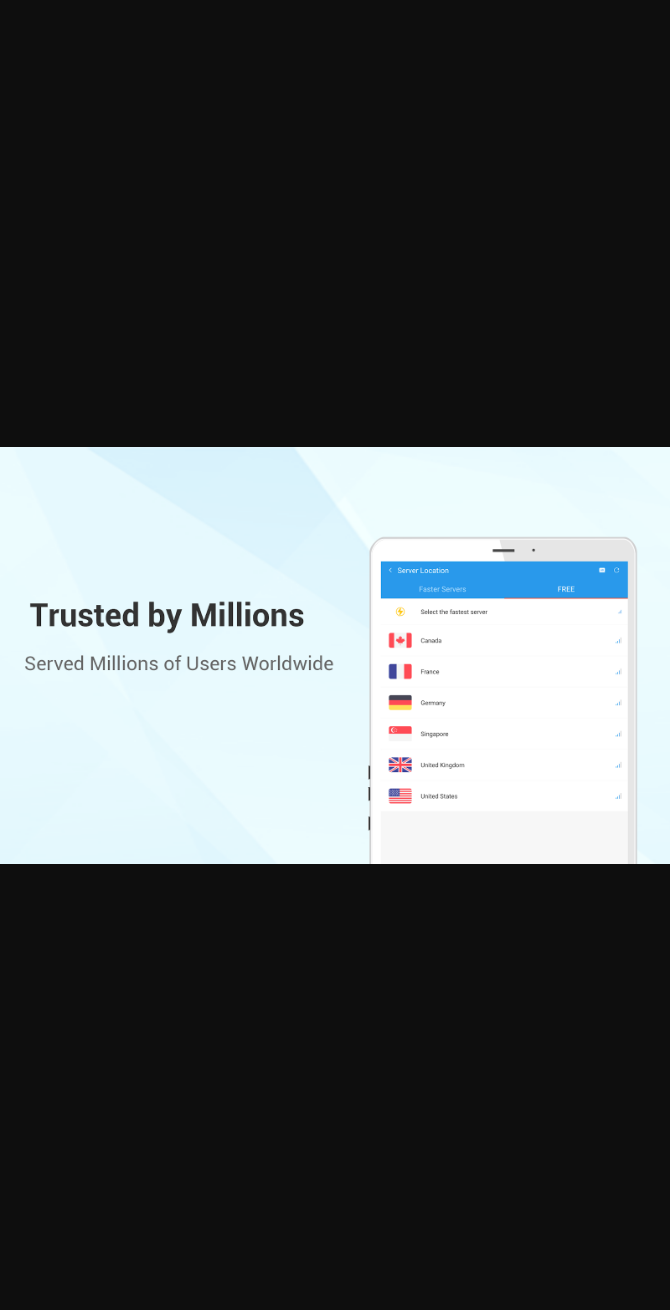 Trusted by Millions
Served Millions of Users Worldwide
Server Location
Faster Servers FREE
Select the fastest server
Canada
France
Germany
Singapore
United Kingdom
United States